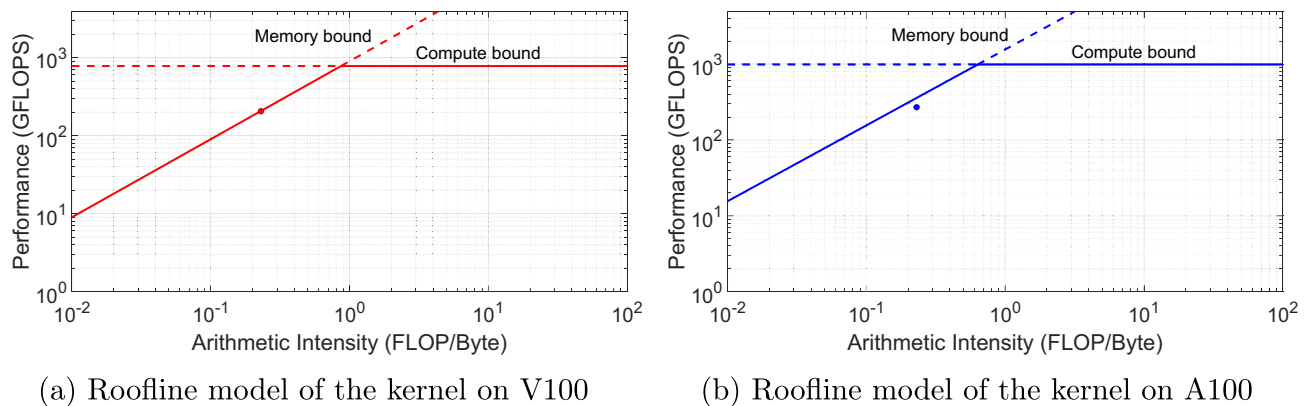 Performance (GFLOPS)
10^3
10^2
10^1
10^0
Memory bound
Compute bound
10^-2 10^-1 10^0 10^1 10^2
Arithmetic Intensity (FLOP/Byte)
(a) Roofline model of the kernel on V100
Performance (GFLOPS)
10^3
10^2
10^1
10^0
Memory bound
Compute bound
10^-2 10^-1 10^0 10^1 10^2
Arithmetic Intensity (FLOP/Byte)
(b) Roofline model of the kernel on A100